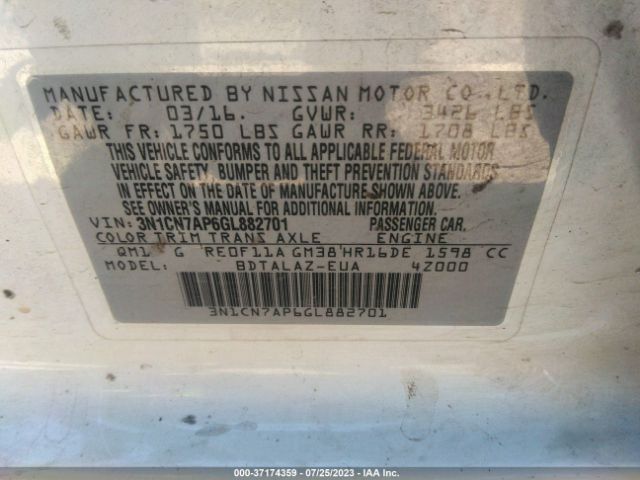 MANUFACTURED BY NISSAN MOTOR CO.,LTD.
DATE: 03/16. GVWR: 3426 LBS
GAWR FR: 1750 LBS GAWR RR: 1708 LBS
THIS VEHICLE CONFORMS TO ALL APPLICABLE FEDERAL MOTOR
VEHICLE SAFETY, BUMPER AND THEFT PREVENTION STANDARDS
IN EFFECT ON THE DATE OF MANUFACTURE SHOWN ABOVE.
SEE OWNER'S MANUAL FOR ADDITIONAL INFORMATION.
VIN: 3N1CN7AP6GL882701 PASSENGER CAR.
COLOR TRIM TRANS AXLE ENGINE
QM1 G RE0F11A GM38 HR16DE 1598 CC
MODEL: BDTALAZ-EUA 4Z000
3N1CN7AP6GL882701
000-37174359 - 07/25/2023 - IAAI.com